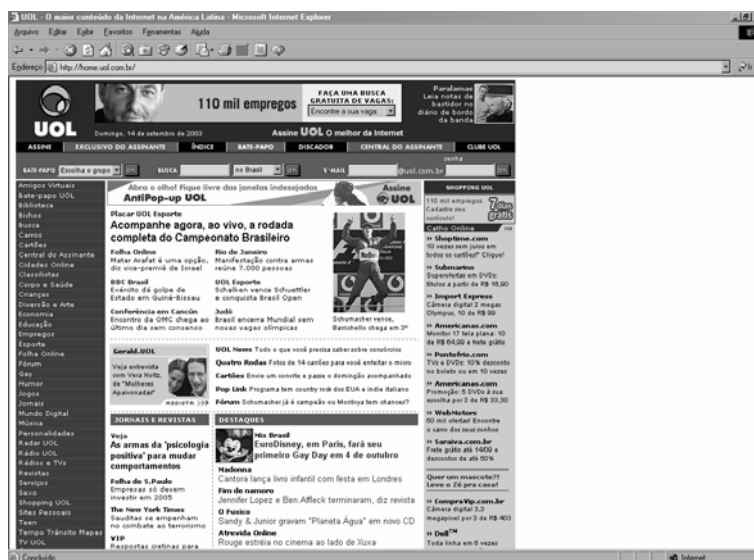 UOL - O maior conteúdo da Internet na América Latina - Microsoft Internet Explorer
Arquivo Editar Exibir Favoritos Ferramentas Ajuda
Endereço http://home.uol.com.br/
Ir
UOL
110 mil empregos
FAÇA UMA BUSCA
GRATUITA DE VAGAS:
Encontre a sua vaga:
Paralamas
Leia notas de
bastidor no
diário de bordo
da banda
Domingo, 14 de setembro de 2003
Assine UOL O melhor da Internet
ASSINE EXCLUSIVO DO ASSINANTE ÍNDICE BATE-PAPO DISCADOR CENTRAL DO ASSINANTE CLUBE UOL
BATE-PAPO Escolha o grupo BUSCA no Brasil E-MAIL @uol.com.br senha
Amigos Virtuais
Bate-papo UOL
Biblioteca
Bichos
Busca
Carros
Cartões
Central do Assinante
Cidades Online
Classilistas
Corpo e Saúde
Crianças
Diversão e Arte
Economia
Educação
Empregos
Esporte
Folha Online
Fórum
Gay
Humor
Jogos
Jornais
Mundo Digital
Música
Personalidades
Radar UOL
Rádio UOL
Rádios e TVs
Revistas
Serviços
Sexo
Shopping UOL
Sites Pessoais
Teen
Tempo Trânsito Mapas
TV UOL
Abra o olho! Fique livre das janelas indesejadas
AntiPop-up UOL
Assine
UOL
Placar UOL Esporte
Acompanhe agora, ao vivo, a rodada
completa do Campeonato Brasileiro
Folha Online
Matar Arafat é uma opção,
diz vice-premiê de Israel
BBC Brasil
Exército dá golpe de
Estado em Guiné-Bissau
Conferência em Cancún
Encontro da OMC chega ao
último dia sem consenso
Rio de Janeiro
Manifestação contra armas
reúne 7.000 pessoas
UOL Esporte
Schalken vence Schuettler
e conquista Brasil Open
Judô
Brasil encerra Mundial sem
novas vagas olímpicas
Schumacher vence,
Barrichello chega em 3º
Gerald.UOL
Veja entrevista
com Vera Holtz,
de "Mulheres
Apaixonadas"
ASSISTA
UOL News Tudo o que você precisa saber sobre consórcios
Quatro Rodas Fotos de 14 carrões para você enfeitar o micro
Cartões Envie um convite e passe o domingo acompanhado
Pop Link Programa tem country rock dos EUA e indie italiano
Fórum Schumacher já é campeão ou Montoya tem chances?
JORNAIS E REVISTAS
Veja
As armas da 'psicologia
positiva' para mudar
comportamentos
Folha de S.Paulo
Empresas só devem
investir em 2005
The New York Times
Sauditas se empenham
no combate ao terrorismo
VIP
Respostas cretinas para
DESTAQUES
Mix Brasil
EuroDisney, em Paris, fará seu
primeiro Gay Day em 4 de outubro
Madonna
Cantora lança livro infantil com festa em Londres
Fim de namoro
Jennifer Lopez e Ben Affleck terminaram, diz revista
O Fuxico
Sandy & Junior gravam "Planeta Água" em novo CD
Atrevida Online
Rouge estréia no cinema ao lado de Xuxa
SHOPPING UOL
110 mil empregos.
Cadastre seu
currículo!
7 dias
grátis
Catho Online
» Shoptime.com
10 vezes sem juros em
todos os cartões! Clique!
» Submarino
Superofertas em DVDs:
títulos a partir de R$ 16,90
» Import Express
Câmera digital 2 megas
Olympus, 10 de R$ 99
» Americanas.com
Monitor 17 tela plana: 10
de R$ 64,99 e frete grátis
» Pontofrio.com
TVs e DVDs: 10% desconto
no boleto ou em 10 vezes
» Americanas.com
Promoção: 5 DVDs à sua
escolha por 3 de R$ 33,30
» WebMotors
50 mil ofertas! Encontre
o carro dos seus sonhos
» Saraiva.com.br
Frete grátis até 14/09 e
descontos de até 50%
Quer um mascote?!
Leve o Zé pra casa!
» CompraVip.com.br
Câmera digital 3,3
megapixel por 3 de R$ 403
» Dell™
Toda linha em 6 vezes
Concluído
Internet